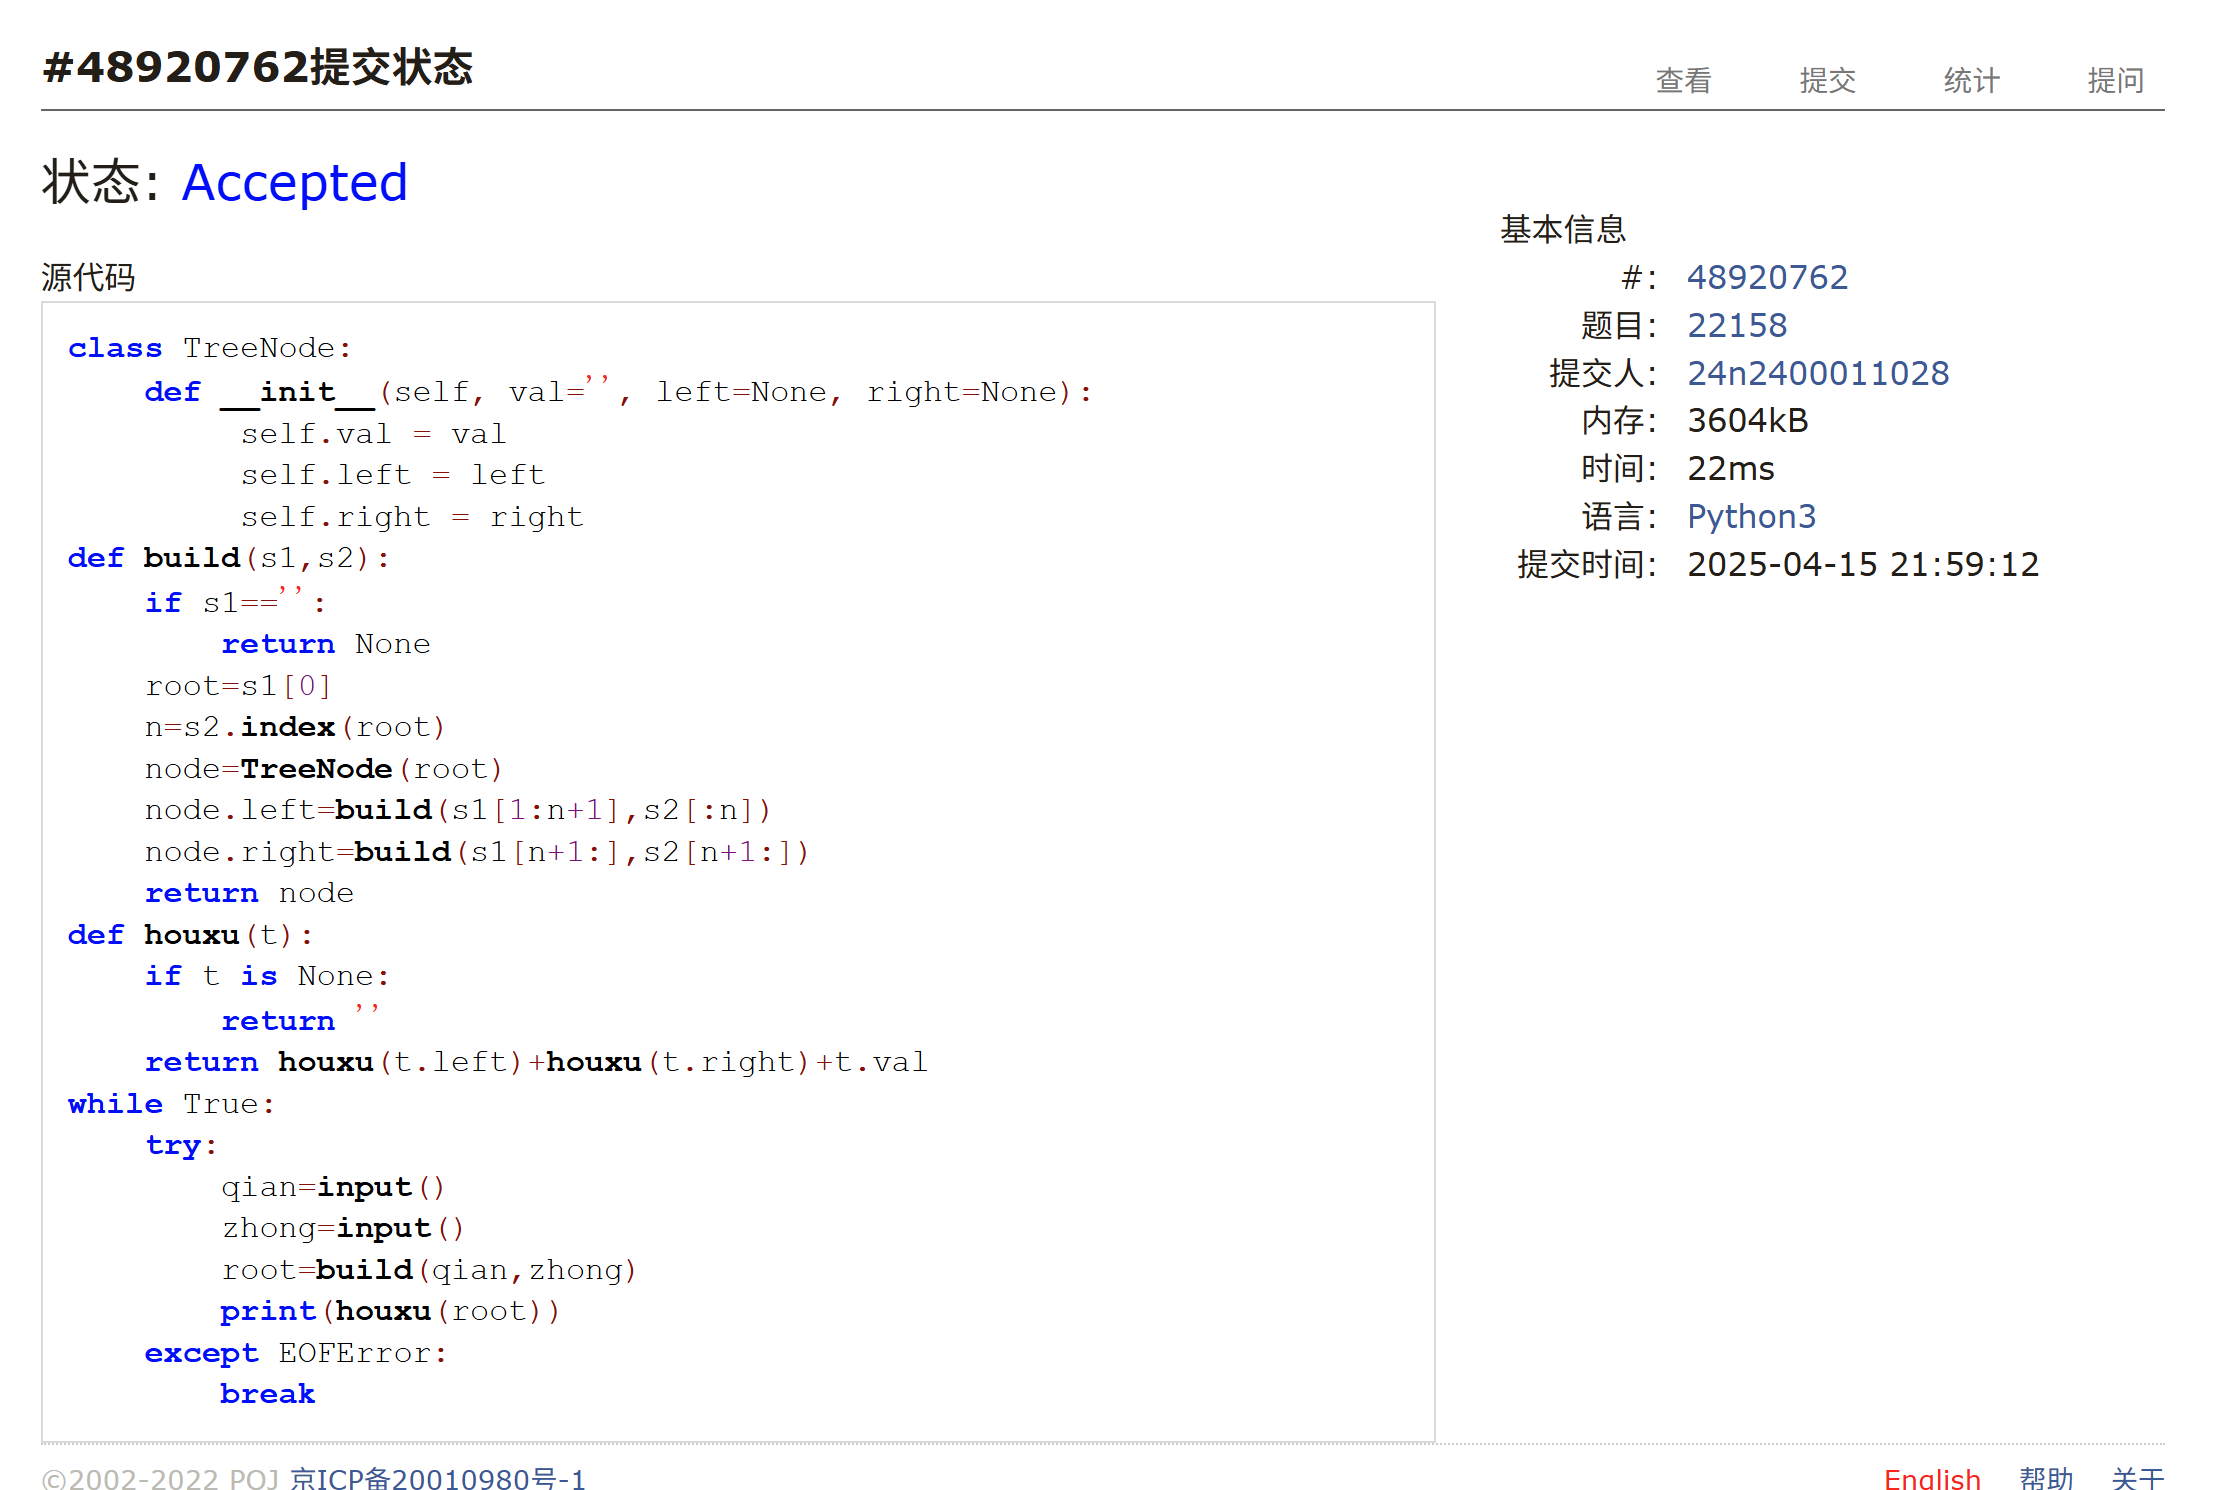 #48920762提交状态
查看 提交 统计 提问
状态: Accepted
源代码
class TreeNode:
    def __init__(self, val='', left=None, right=None):
         self.val = val
         self.left = left
         self.right = right
def build(s1,s2):
    if s1=='':
        return None
    root=s1[0]
    n=s2.index(root)
    node=TreeNode(root)
    node.left=build(s1[1:n+1],s2[:n])
    node.right=build(s1[n+1:],s2[n+1:])
    return node
def houxu(t):
    if t is None:
        return ''
    return houxu(t.left)+houxu(t.right)+t.val
while True:
    try:
        qian=input()
        zhong=input()
        root=build(qian,zhong)
        print(houxu(root))
    except EOFError:
        break
基本信息
#: 48920762
题目: 22158
提交人: 24n2400011028
内存: 3604kB
时间: 22ms
语言: Python3
提交时间: 2025-04-15 21:59:12
©2002-2022 POJ 京ICP备20010980号-1
English 帮助 关于